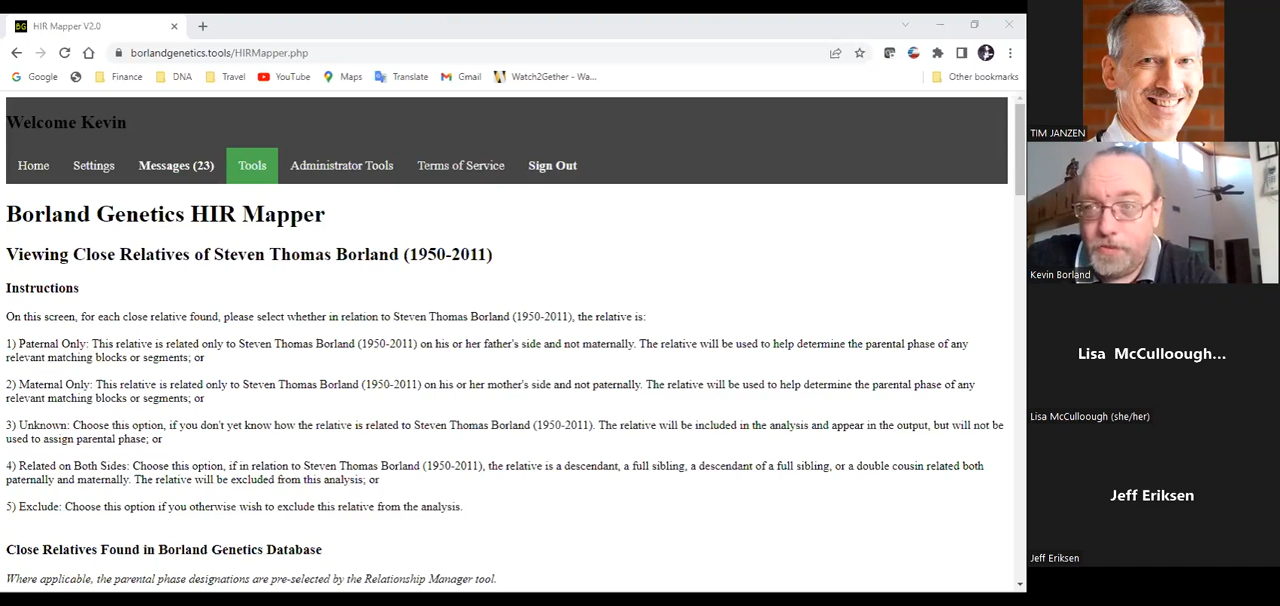 HIR Mapper V2.0
borlandgenetics.tools/HIRMapper.php
Google Finance DNA Travel YouTube Maps Translate Gmail Watch2Gether - Wa... Other bookmarks
Welcome Kevin
Home Settings Messages (23) Tools Administrator Tools Terms of Service Sign Out
Borland Genetics HIR Mapper
Viewing Close Relatives of Steven Thomas Borland (1950-2011)
Instructions
On this screen, for each close relative found, please select whether in relation to Steven Thomas Borland (1950-2011), the relative is:
1) Paternal Only: This relative is related only to Steven Thomas Borland (1950-2011) on his or her father's side and not maternally. The relative will be used to help determine the parental phase of any
relevant matching blocks or segments; or
2) Maternal Only: This relative is related only to Steven Thomas Borland (1950-2011) on his or her mother's side and not paternally. The relative will be used to help determine the parental phase of any
relevant matching blocks or segments; or
3) Unknown: Choose this option, if you don't yet know how the relative is related to Steven Thomas Borland (1950-2011). The relative will be included in the analysis and appear in the output, but will not be
used to assign parental phase; or
4) Related on Both Sides: Choose this option, if in relation to Steven Thomas Borland (1950-2011), the relative is a descendant, a full sibling, a descendant of a full sibling, or a double cousin related both
paternally and maternally. The relative will be excluded from this analysis; or
5) Exclude: Choose this option if you otherwise wish to exclude this relative from the analysis.
Close Relatives Found in Borland Genetics Database
Where applicable, the parental phase designations are pre-selected by the Relationship Manager tool.
TIM JANZEN
Kevin Borland
Lisa McCulloough...
Lisa McCulloough (she/her)
Jeff Eriksen
Jeff Eriksen